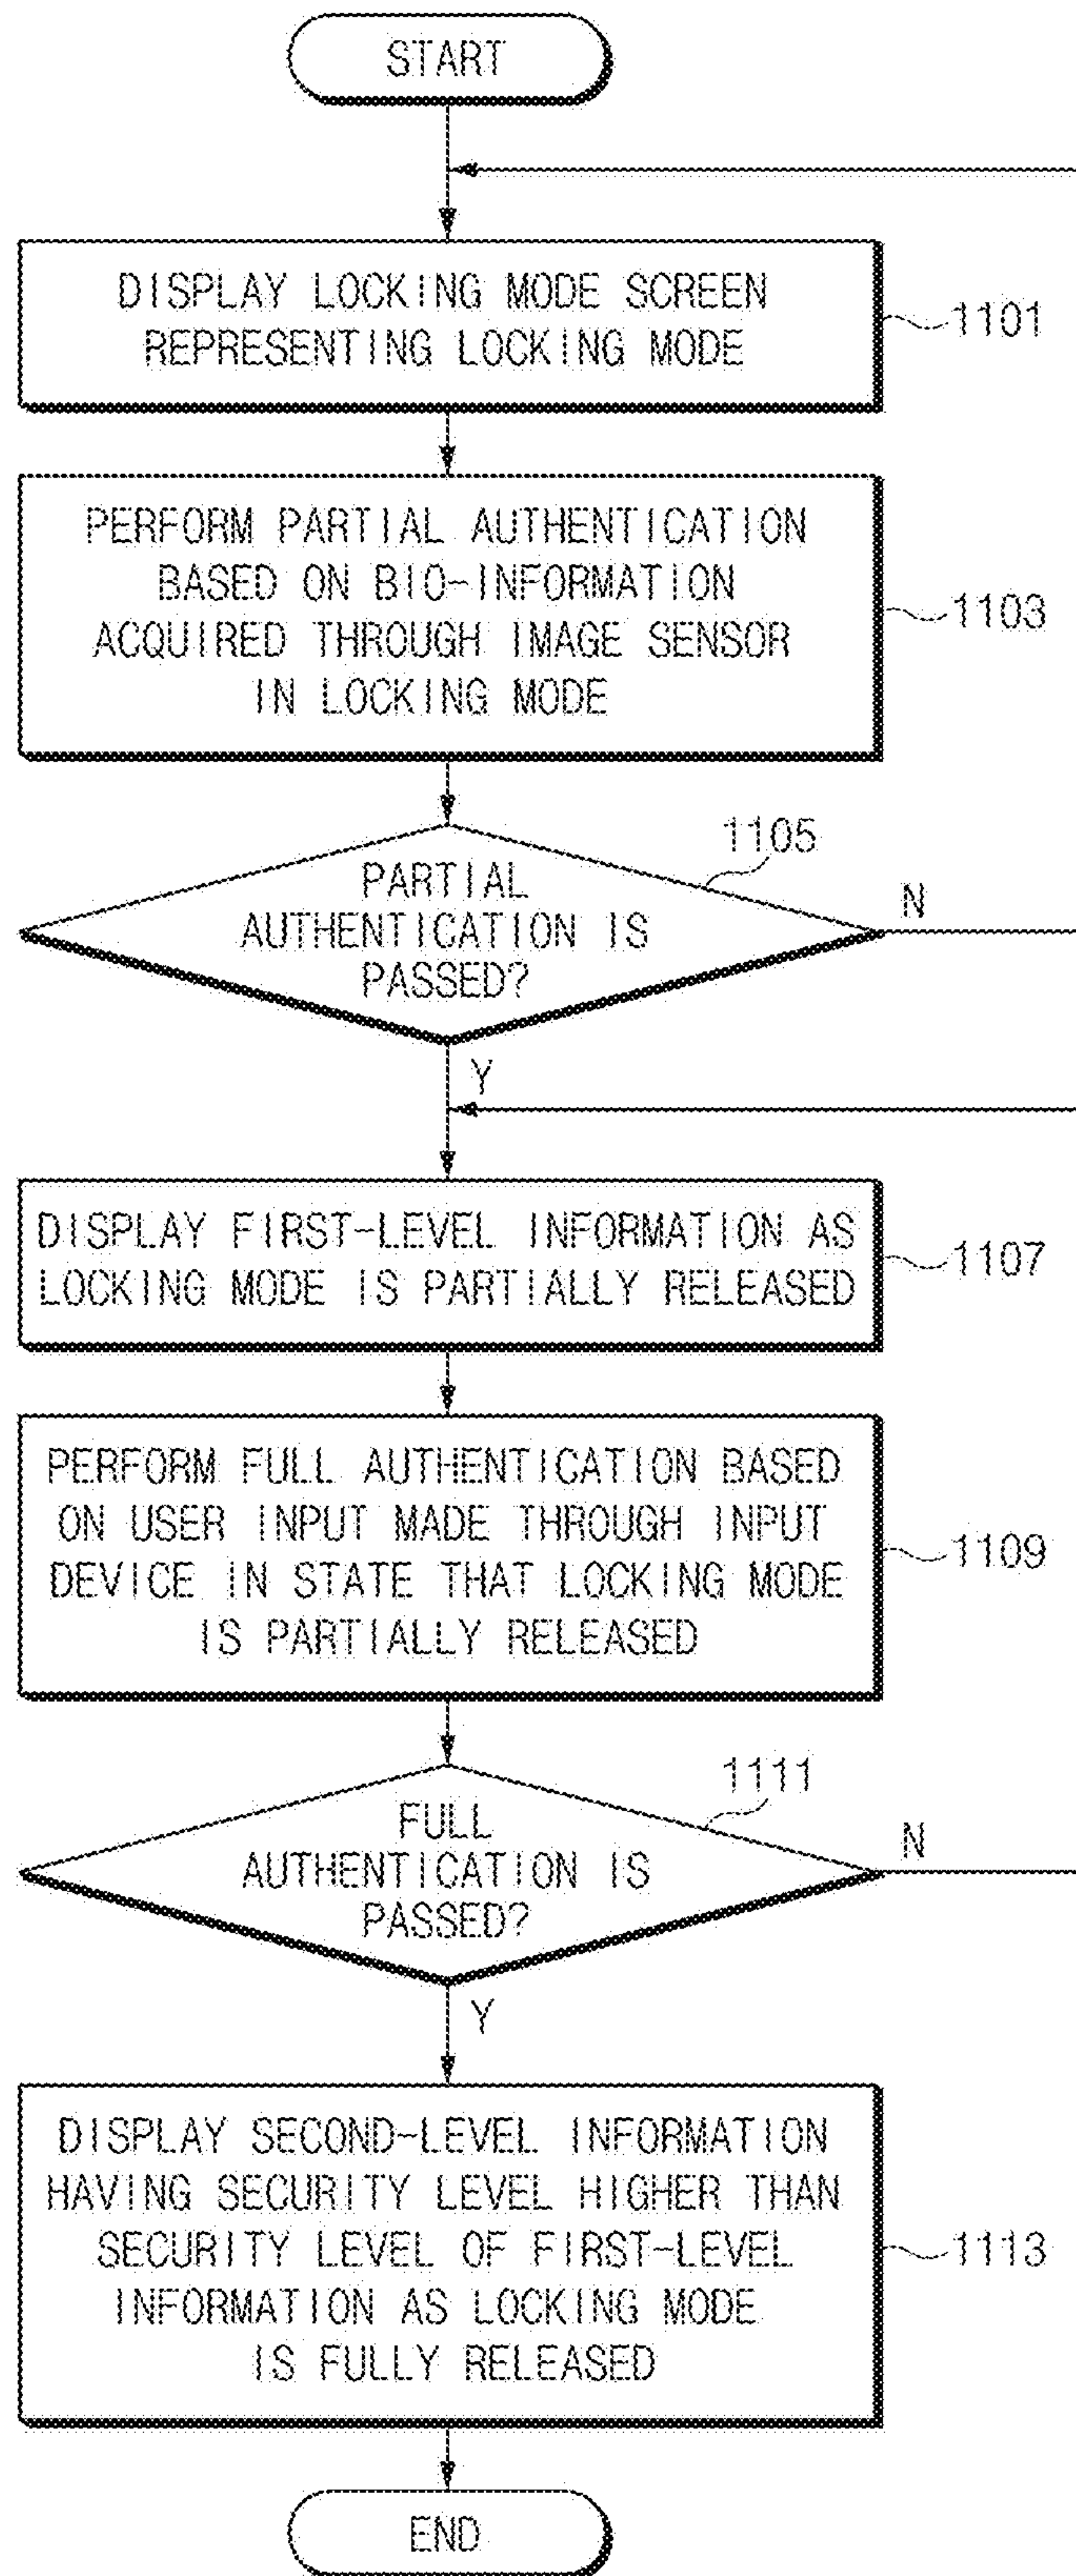 START
DISPLAY LOCKING MODE SCREEN
REPRESENTING LOCKING MODE
1101
PERFORM PARTIAL AUTHENTICATION
BASED ON BIO-INFORMATION
ACQUIRED THROUGH IMAGE SENSOR
IN LOCKING MODE
1103
1105
PARTIAL
AUTHENTICATION IS
PASSED?
N
Y
DISPLAY FIRST-LEVEL INFORMATION AS
LOCKING MODE IS PARTIALLY RELEASED
1107
PERFORM FULL AUTHENTICATION BASED
ON USER INPUT MADE THROUGH INPUT
DEVICE IN STATE THAT LOCKING MODE
IS PARTIALLY RELEASED
1109
1111
FULL
AUTHENTICATION IS
PASSED?
N
Y
DISPLAY SECOND-LEVEL INFORMATION
HAVING SECURITY LEVEL HIGHER THAN
SECURITY LEVEL OF FIRST-LEVEL
INFORMATION AS LOCKING MODE
IS FULLY RELEASED
1113
END